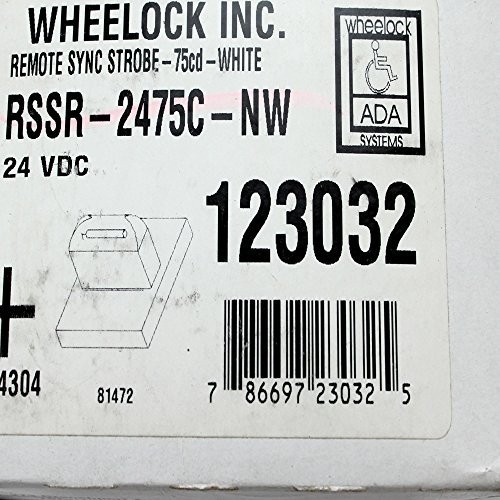 WHEELOCK INC.
REMOTE SYNC STROBE-75cd-WHITE
RSSR-2475C-NW
24 VDC
wheelock
ADA
SYSTEMS
123032
4304
81472
7 86697 23032 5